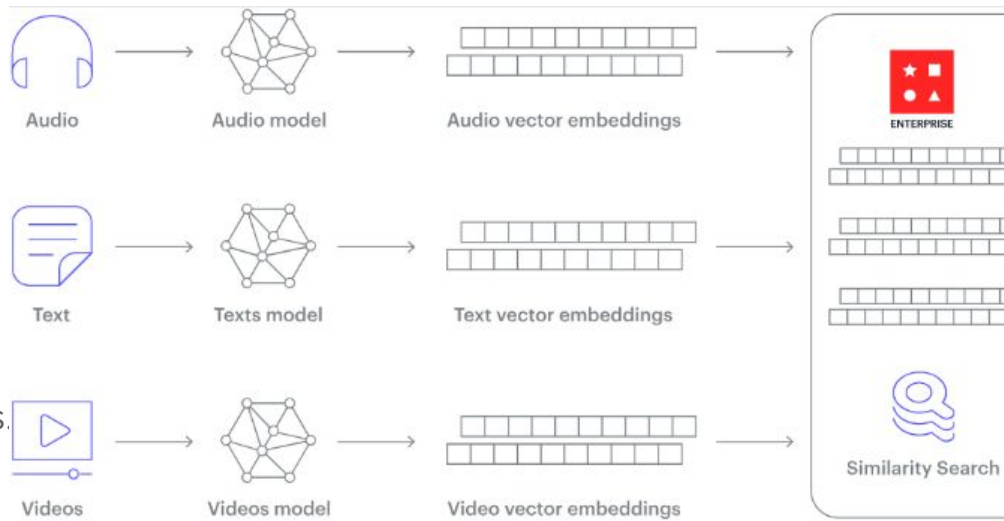 Audio
Audio model
Audio vector embeddings
ENTERPRISE
Text
Texts model
Text vector embeddings
s.
Videos
Videos model
Video vector embeddings
Similarity Search